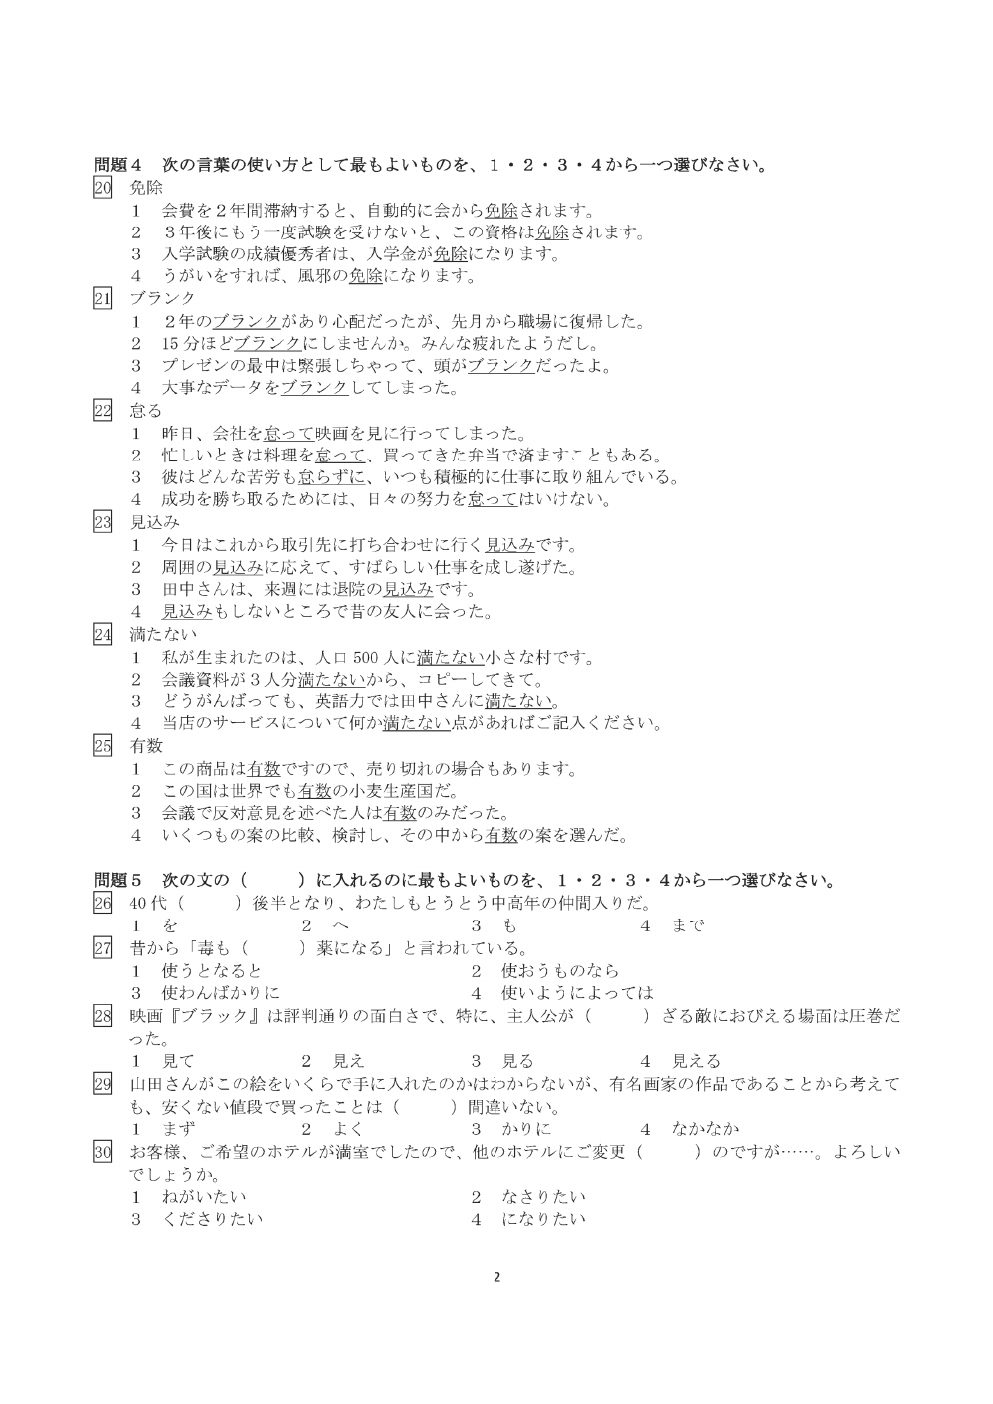 問題４　次の言葉の使い方として最もよいものを、１・２・３・４から一つ選びなさい。
20　免除
1　会費を２年間滞納すると、自動的に会から免除されます。
2　３年後にもう一度試験を受けないと、この資格は免除されます。
3　入学試験の成績優秀者は、入学金が免除になります。
4　うがいをすれば、風邪の免除になります。
21　ブランク
1　２年のブランクがあり心配だったが、先月から職場に復帰した。
2　15 分ほどブランクにしませんか。みんな疲れたようだし。
3　プレゼンの最中は緊張しちゃって、頭がブランクだったよ。
4　大事なデータをブランクしてしまった。
22　怠る
1　昨日、会社を怠って映画を見に行ってしまった。
2　忙しいときは料理を怠って、買ってきた弁当で済ますこともある。
3　彼はどんな苦労も怠らずに、いつも積極的に仕事に取り組んでいる。
4　成功を勝ち取るためには、日々の努力を怠ってはいけない。
23　見込み
1　今日はこれから取引先に打ち合わせに行く見込みです。
2　周囲の見込みに応えて、すばらしい仕事を成し遂げた。
3　田中さんは、来週には退院の見込みです。
4　見込みもしないところで昔の友人に会った。
24　満たない
1　私が生まれたのは、人口 500 人に満たない小さな村です。
2　会議資料が３人分満たないから、コピーしてきて。
3　どうがんばっても、英語力では田中さんに満たない。
4　当店のサービスについて何か満たない点があればご記入ください。
25　有数
1　この商品は有数ですので、売り切れの場合もあります。
2　この国は世界でも有数の小麦生産国だ。
3　会議で反対意見を述べた人は有数のみだった。
4　いくつもの案の比較、検討し、その中から有数の案を選んだ。
問題５　次の文の（　　　）に入れるのに最もよいものを、１・２・３・４から一つ選びなさい。
26　40 代（　　　）後半となり、わたしもとうとう中高年の仲間入りだ。
1　を　2　へ　3　も　4　まで
27　昔から「毒も（　　　）薬になる」と言われている。
1　使うとなると　2　使おうものなら
3　使わんばかりに　4　使いようによっては
28　映画『ブラック』は評判通りの面白さで、特に、主人公が（　　　）ざる敵におびえる場面は圧巻だ
った。
1　見て　2　見え　3　見る　4　見える
29　山田さんがこの絵をいくらで手に入れたのかはわからないが、有名画家の作品であることから考えて
も、安くない値段で買ったことは（　　　）間違いない。
1　まず　2　よく　3　かりに　4　なかなか
30　お客様、ご希望のホテルが満室でしたので、他のホテルにご変更（　　　）のですが……。よろしい
でしょうか。
1　ねがいたい　2　なさりたい
3　くださりたい　4　になりたい
2